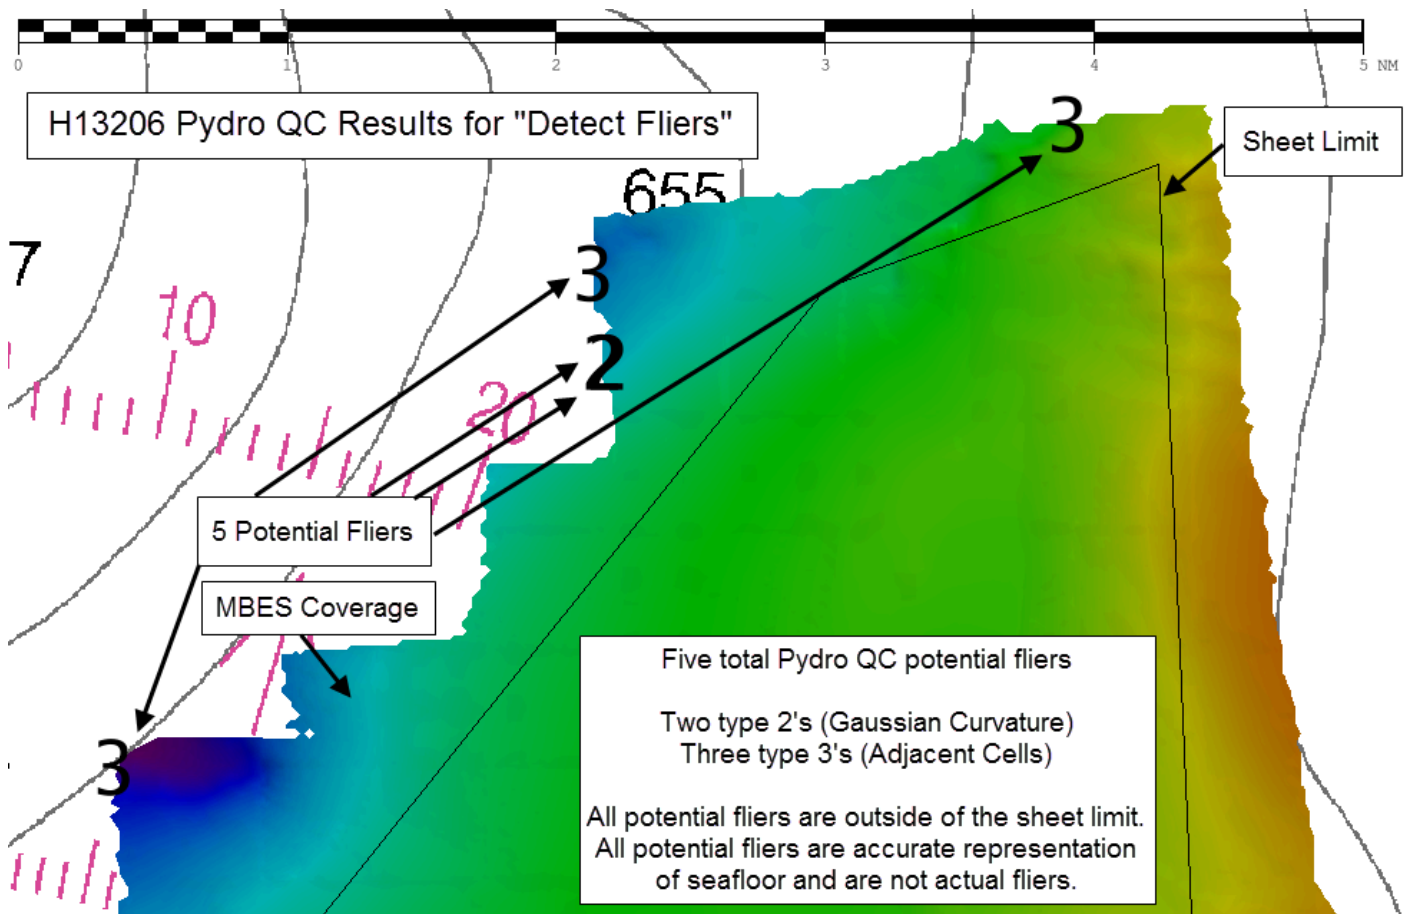 0 1 2 3 4 5 NM
H13206 Pydro QC Results for "Detect Fliers"
3
Sheet Limit
655
7
3
10
2
20
5 Potential Fliers
MBES Coverage
Five total Pydro QC potential fliers
Two type 2's (Gaussian Curvature)
Three type 3's (Adjacent Cells)
3
All potential fliers are outside of the sheet limit.
All potential fliers are accurate representation
of seafloor and are not actual fliers.